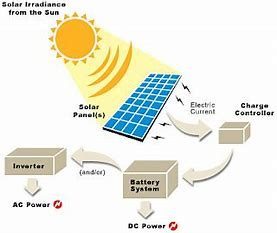 Solar Irradiance
from the Sun
Solar
Panel(s)
Electric
Current
Charge
Controller
Inverter
(and/or)
Battery
System
AC Power
DC Power